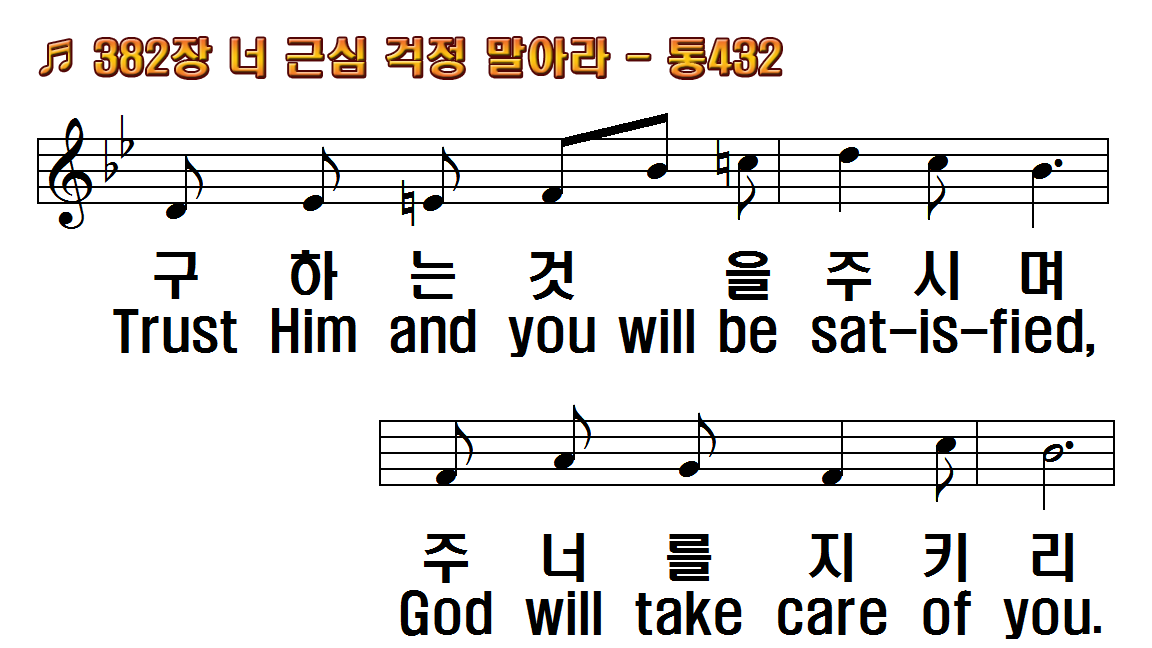 ♬ 382장 너 근심 걱정 말아라 - 통432
구 하 는 것 을 주 시 며
Trust Him and you will be sat-is-fied,
주 너 를 지 키 리
God will take care of you.